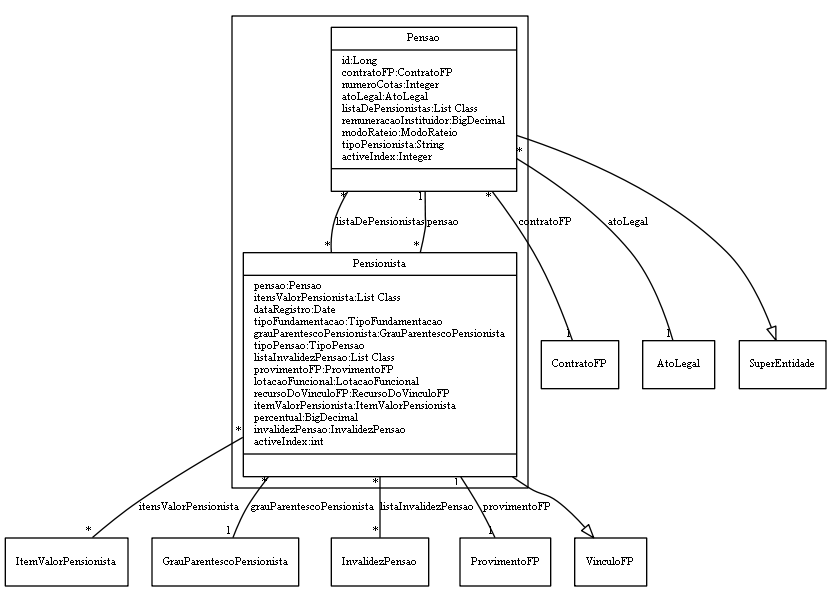 Pensao
id:Long
contratoFP:ContratoFP
numeroCotas:Integer
atoLegal:AtoLegal
listaDePensionistas:List Class
remuneracaoInstituidor:BigDecimal
modoRateio:ModoRateio
tipoPensionista:String
activeIndex:Integer
*
* 1 *
listaDePensionistas pensao contratoFP atoLegal
* *
Pensionista
pensao:Pensao
itensValorPensionista:List Class
dataRegistro:Date
tipoFundamentacao:TipoFundamentacao
grauParentescoPensionista:GrauParentescoPensionista
tipoPensao:TipoPensao
listaInvalidezPensao:List Class
provimentoFP:ProvimentoFP
lotacaoFuncional:LotacaoFuncional
recursoDoVinculoFP:RecursoDoVinculoFP
itemValorPensionista:ItemValorPensionista
percentual:BigDecimal
invalidezPensao:InvalidezPensao
activeIndex:int
1 1
ContratoFP AtoLegal SuperEntidade
*
* * 1
itensValorPensionista grauParentescoPensionista listaInvalidezPensao provimentoFP
* 1 * 1
ItemValorPensionista GrauParentescoPensionista InvalidezPensao ProvimentoFP VinculoFP